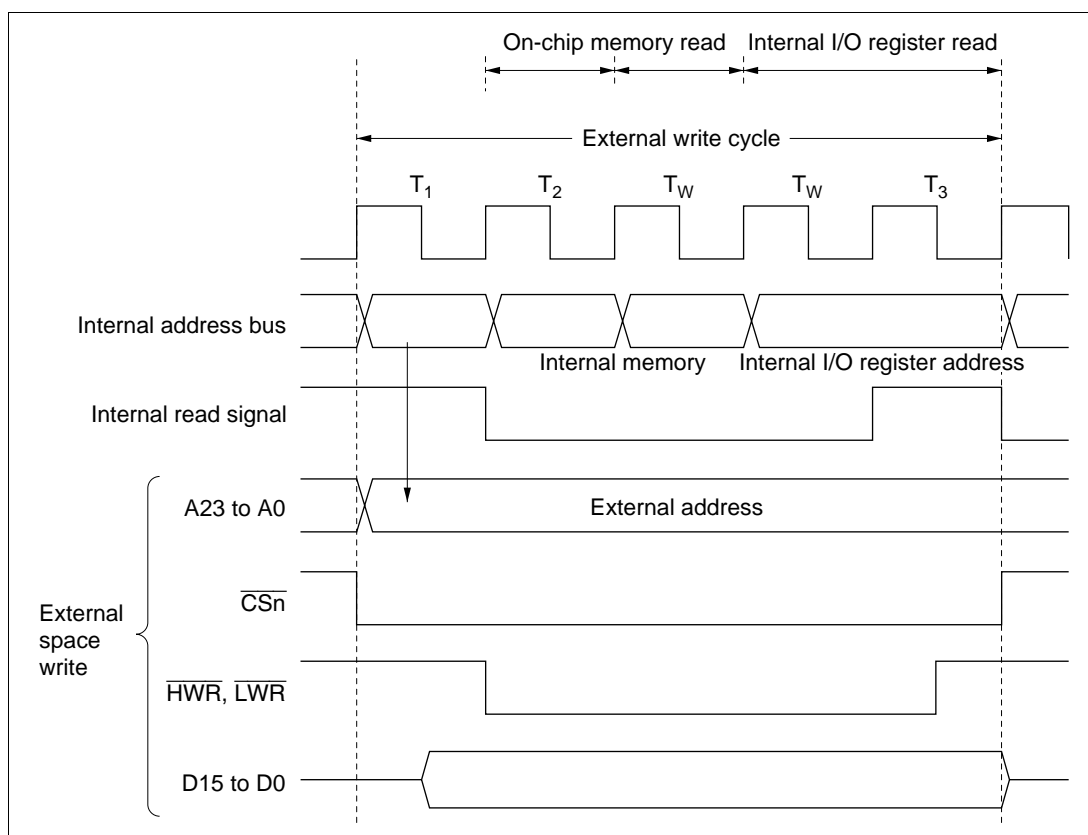 On-chip memory read Internal I/O register read
External write cycle
T1 T2 TW TW T3
Internal address bus
Internal memory Internal I/O register address
Internal read signal
A23 to A0 External address
CSn
External
space
write
HWR, LWR
D15 to D0